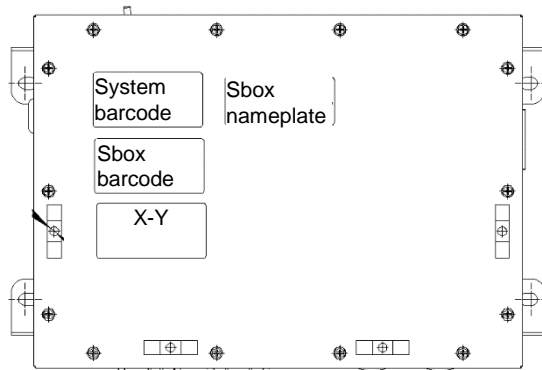 System
barcode
Sbox
nameplate
Sbox
barcode
X-Y